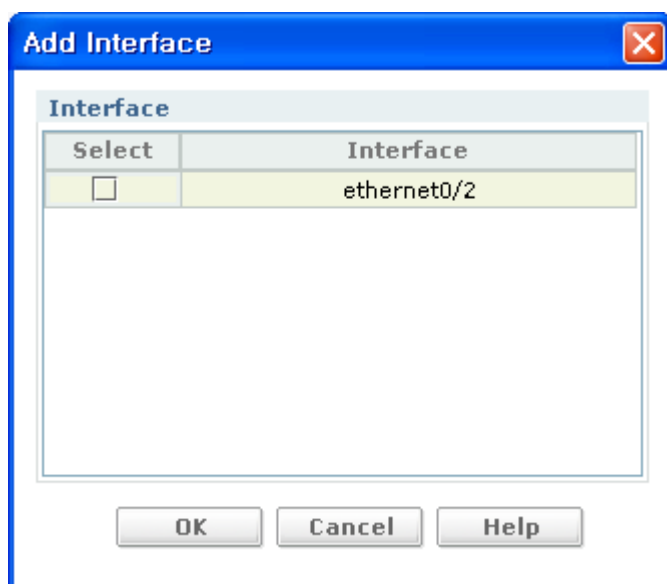 Add Interface
Interface
Select Interface
ethernet0/2
OK Cancel Help